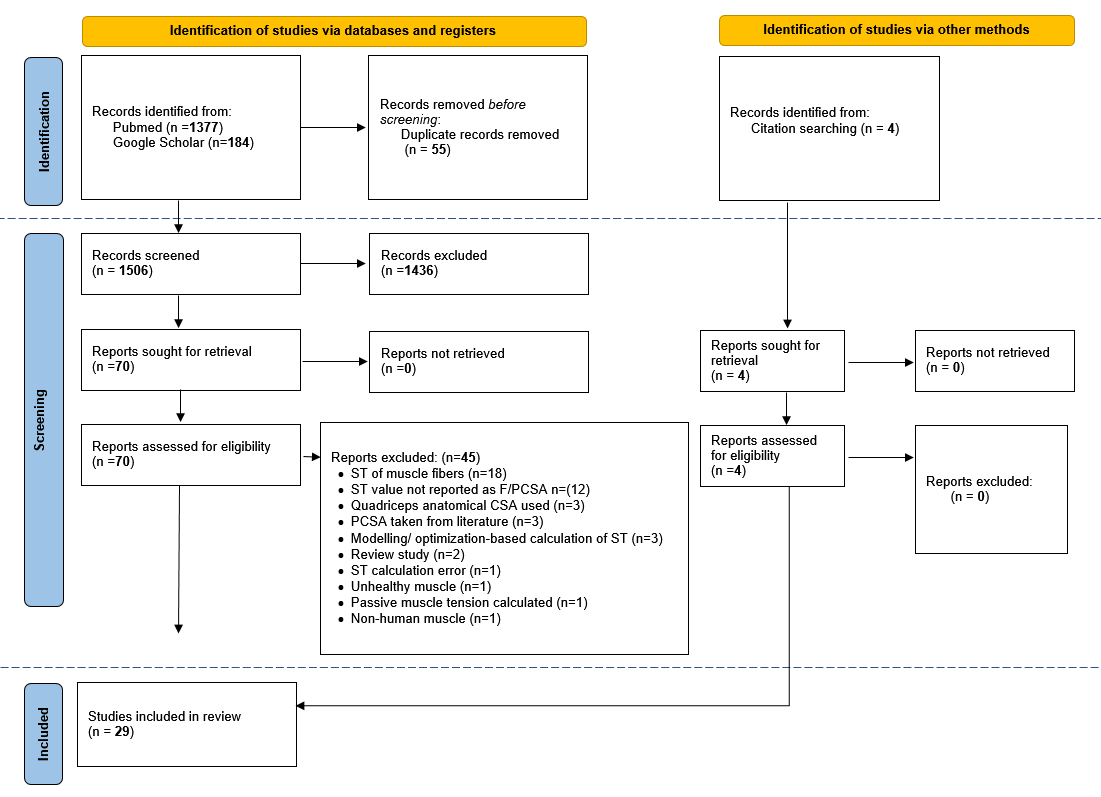 Identification of studies via databases and registers
Identification of studies via other methods
Identification
Records identified from:
Pubmed (n =1377)
Google Scholar (n=184)
Records removed before
screening:
Duplicate records removed
(n = 55)
Records identified from:
Citation searching (n = 4)
Screening
Records screened
(n = 1506)
Records excluded
(n =1436)
Reports sought for retrieval
(n =70)
Reports not retrieved
(n =0)
Reports sought for
retrieval
(n = 4)
Reports not retrieved
(n = 0)
Reports assessed for eligibility
(n =70)
Reports excluded: (n=45)
• ST of muscle fibers (n=18)
• ST value not reported as F/PCSA n=(12)
• Quadriceps anatomical CSA used (n=3)
• PCSA taken from literature (n=3)
• Modelling/ optimization-based calculation of ST (n=3)
• Review study (n=2)
• ST calculation error (n=1)
• Unhealthy muscle (n=1)
• Passive muscle tension calculated (n=1)
• Non-human muscle (n=1)
Reports assessed
for eligibility
(n =4)
Reports excluded:
(n = 0)
Included
Studies included in review
(n = 29)